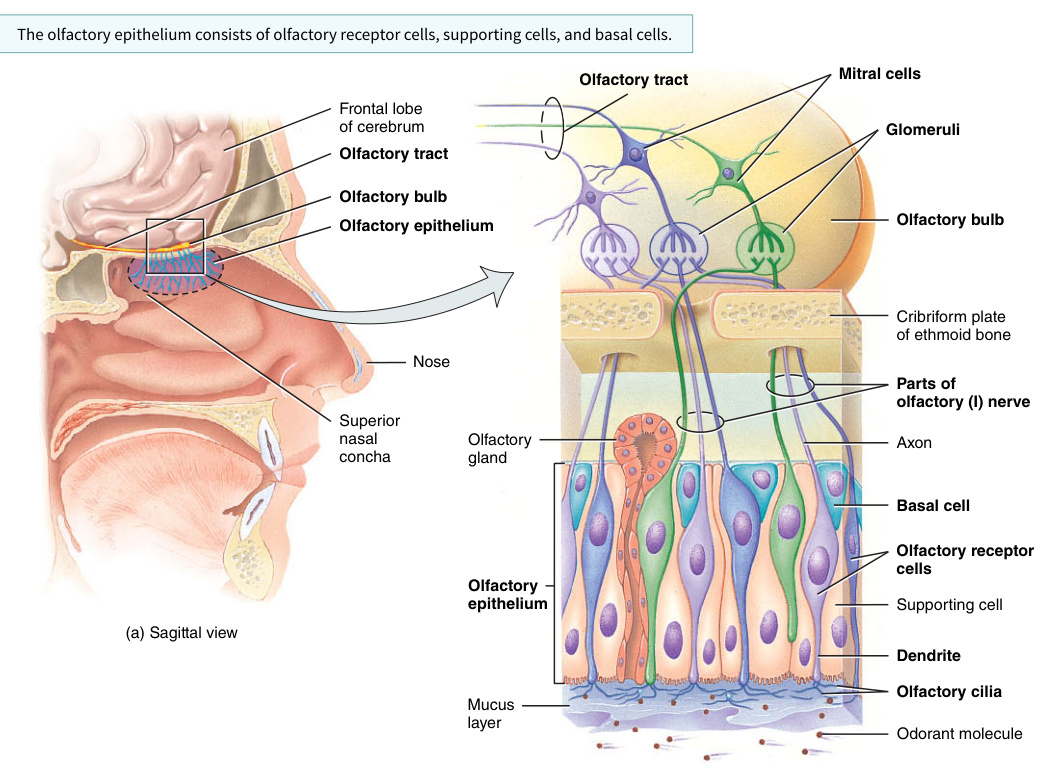 The olfactory epithelium consists of olfactory receptor cells, supporting cells, and basal cells.
Frontal lobe
of cerebrum
Olfactory tract
Olfactory bulb
Olfactory epithelium
Nose
Superior
nasal
concha
(a) Sagittal view
Olfactory tract
Mitral cells
Glomeruli
Olfactory bulb
Cribriform plate
of ethmoid bone
Parts of
olfactory (I) nerve
Olfactory
gland
Axon
Basal cell
Olfactory receptor
cells
Olfactory
epithelium
Supporting cell
Dendrite
Olfactory cilia
Mucus
layer
Odorant molecule